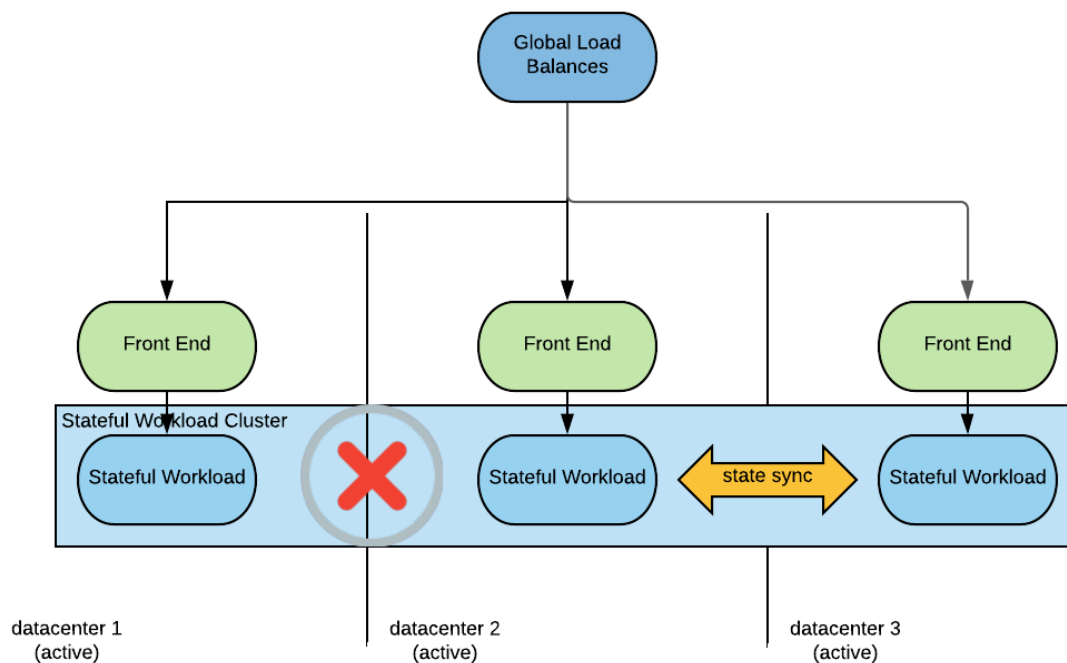 Global Load
Balances
Front End
Front End
Front End
Stateful Workload Cluster
Stateful Workload
Stateful Workload
state sync
Stateful Workload
datacenter 1
(active)
datacenter 2
(active)
datacenter 3
(active)